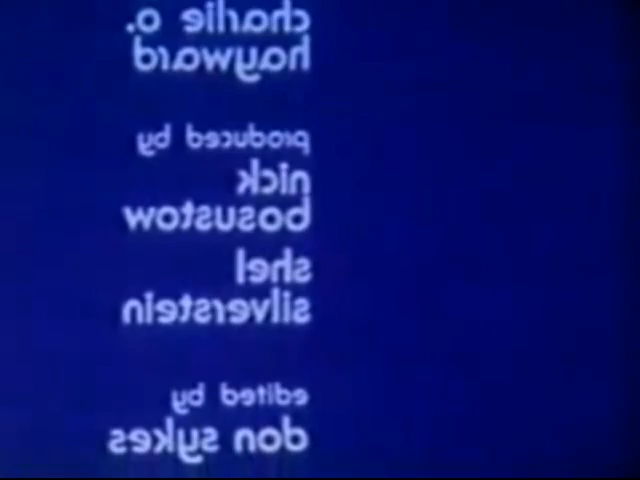 charlie o.
hayward
produced by
nick
bosustow
shel
silverstein
edited by
don sykes